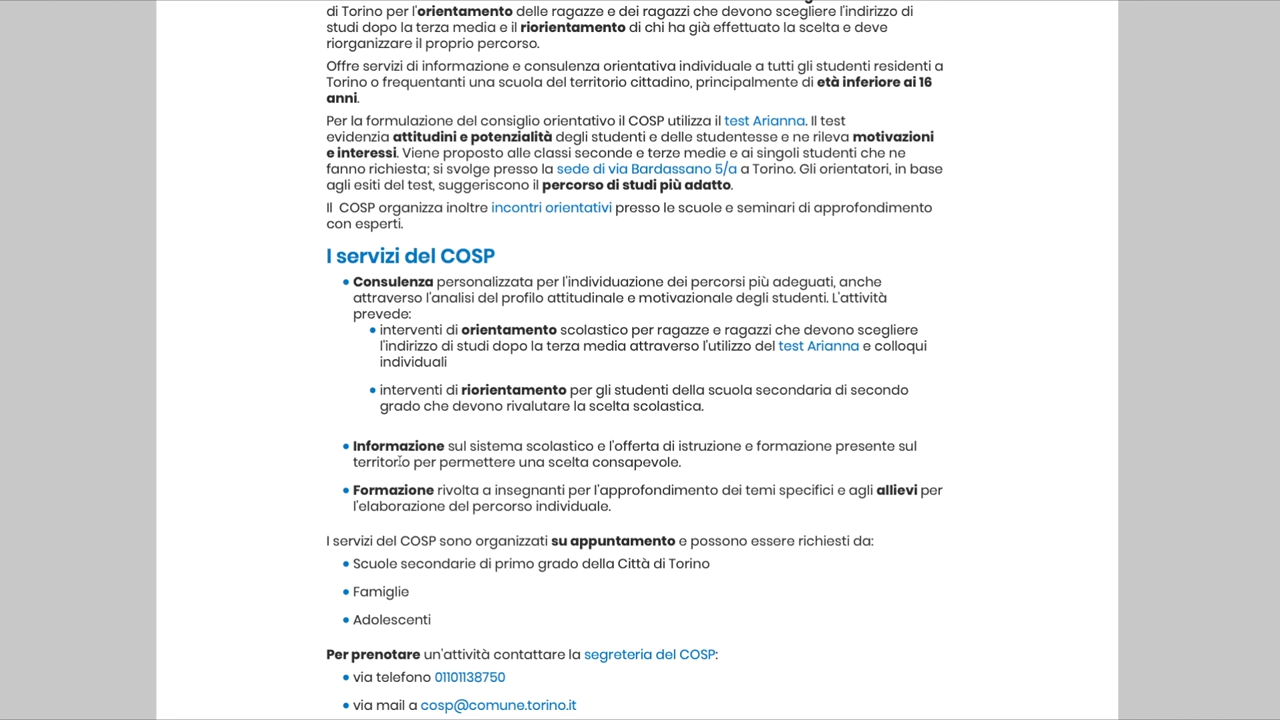 di Torino per l'orientamento delle ragazze e dei ragazzi che devono scegliere l'indirizzo di
studi dopo la terza media e il riorientamento di chi ha già effettuato la scelta e deve
riorganizzare il proprio percorso.
Offre servizi di informazione e consulenza orientativa individuale a tutti gli studenti residenti a
Torino o frequentanti una scuola del territorio cittadino, principalmente di età inferiore ai 16
anni.
Per la formulazione del consiglio orientativo il COSP utilizza il test Arianna. Il test
evidenzia attitudini e potenzialità degli studenti e delle studentesse e ne rileva motivazioni
e interessi. Viene proposto alle classi seconde e terze medie e ai singoli studenti che ne
fanno richiesta; si svolge presso la sede di via Bardassano 5/a a Torino. Gli orientatori, in base
agli esiti del test, suggeriscono il percorso di studi più adatto.
Il  COSP organizza inoltre incontri orientativi presso le scuole e seminari di approfondimento
con esperti.
I servizi del COSP
• Consulenza personalizzata per l'individuazione dei percorsi più adeguati, anche
attraverso l'analisi del profilo attitudinale e motivazionale degli studenti. L'attività
prevede:
• interventi di orientamento scolastico per ragazze e ragazzi che devono scegliere
l'indirizzo di studi dopo la terza media attraverso l'utilizzo del test Arianna e colloqui
individuali
• interventi di riorientamento per gli studenti della scuola secondaria di secondo
grado che devono rivalutare la scelta scolastica.
• Informazione sul sistema scolastico e l'offerta di istruzione e formazione presente sul
territorio per permettere una scelta consapevole.
• Formazione rivolta a insegnanti per l'approfondimento dei temi specifici e agli allievi per
l'elaborazione del percorso individuale.
I servizi del COSP sono organizzati su appuntamento e possono essere richiesti da:
• Scuole secondarie di primo grado della Città di Torino
• Famiglie
• Adolescenti
Per prenotare un'attività contattare la segreteria del COSP:
• via telefono 01101138750
• via mail a cosp@comune.torino.it